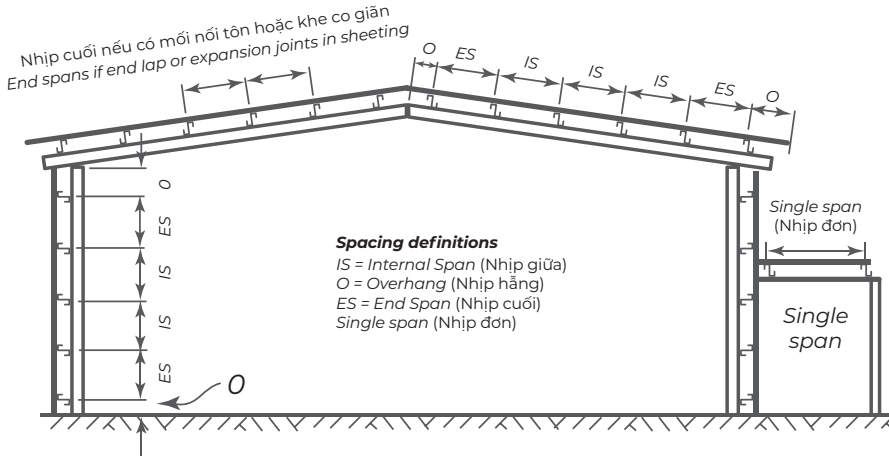 Nhịp cuối nếu có mối nối tôn hoặc khe co giãn
End spans if end lap or expansion joints in sheeting
O
ES
IS
IS
IS
ES
O
O
ES
IS
IS
ES
O
Spacing definitions
IS = Internal Span (Nhịp giữa)
O = Overhang (Nhịp hẫng)
ES = End Span (Nhịp cuối)
Single span (Nhịp đơn)
Single span
(Nhịp đơn)
Single
span